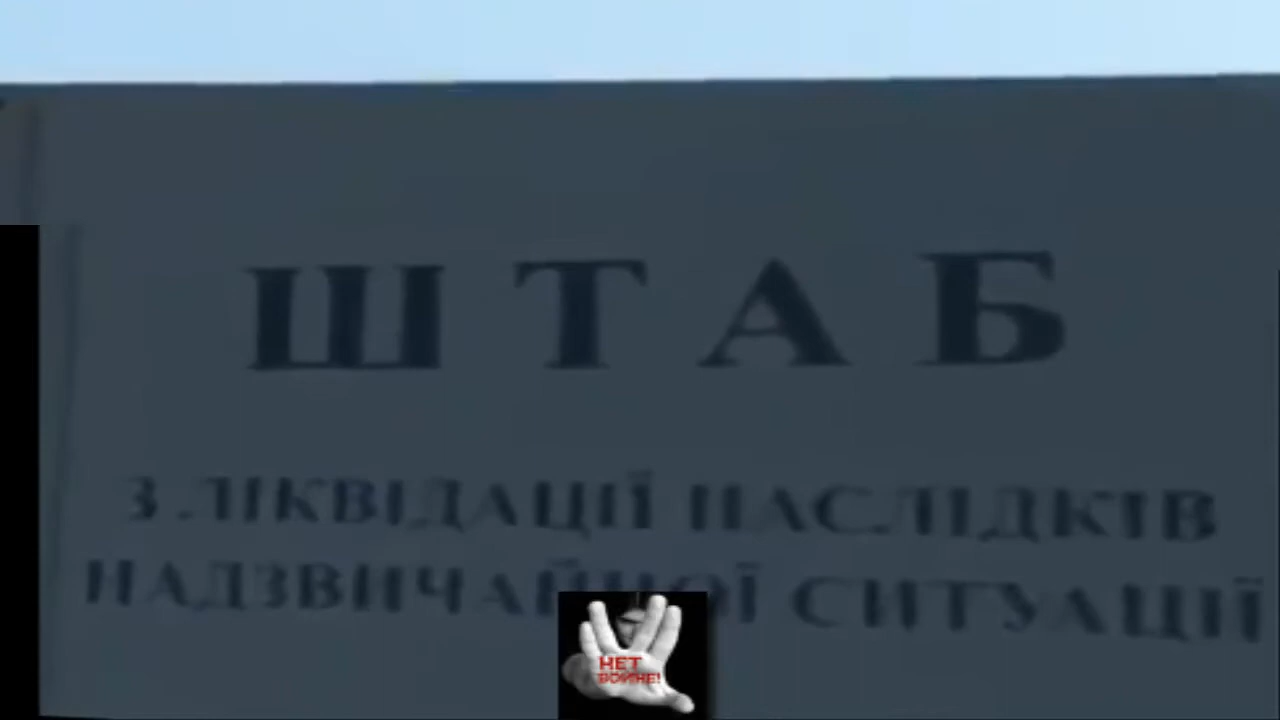 ШТАБ
З ЛІКВІДАЦІЇ НАСЛІДКІВ
НАДЗВИЧАЙНОЇ СИТУАЦІЇ
НЕТ
ВОЙНЕ!